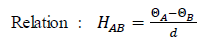 Relation : H_AB = (Θ_A−Θ_B)/d